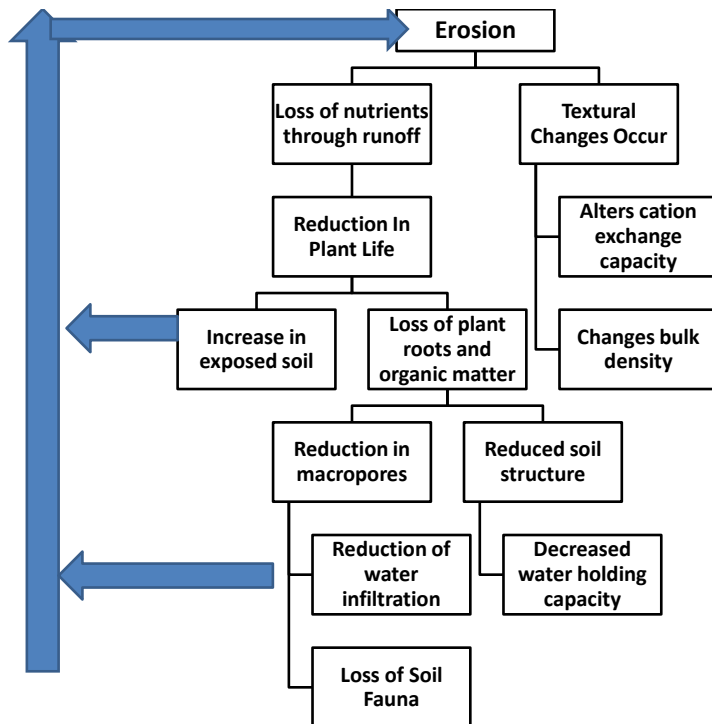 Erosion
Loss of nutrients
through runoff
Textural
Changes Occur
Reduction In
Plant Life
Alters cation
exchange
capacity
Increase in
exposed soil
Loss of plant
roots and
organic matter
Changes bulk
density
Reduction in
macropores
Reduced soil
structure
Reduction of
water
infiltration
Decreased
water holding
capacity
Loss of Soil
Fauna